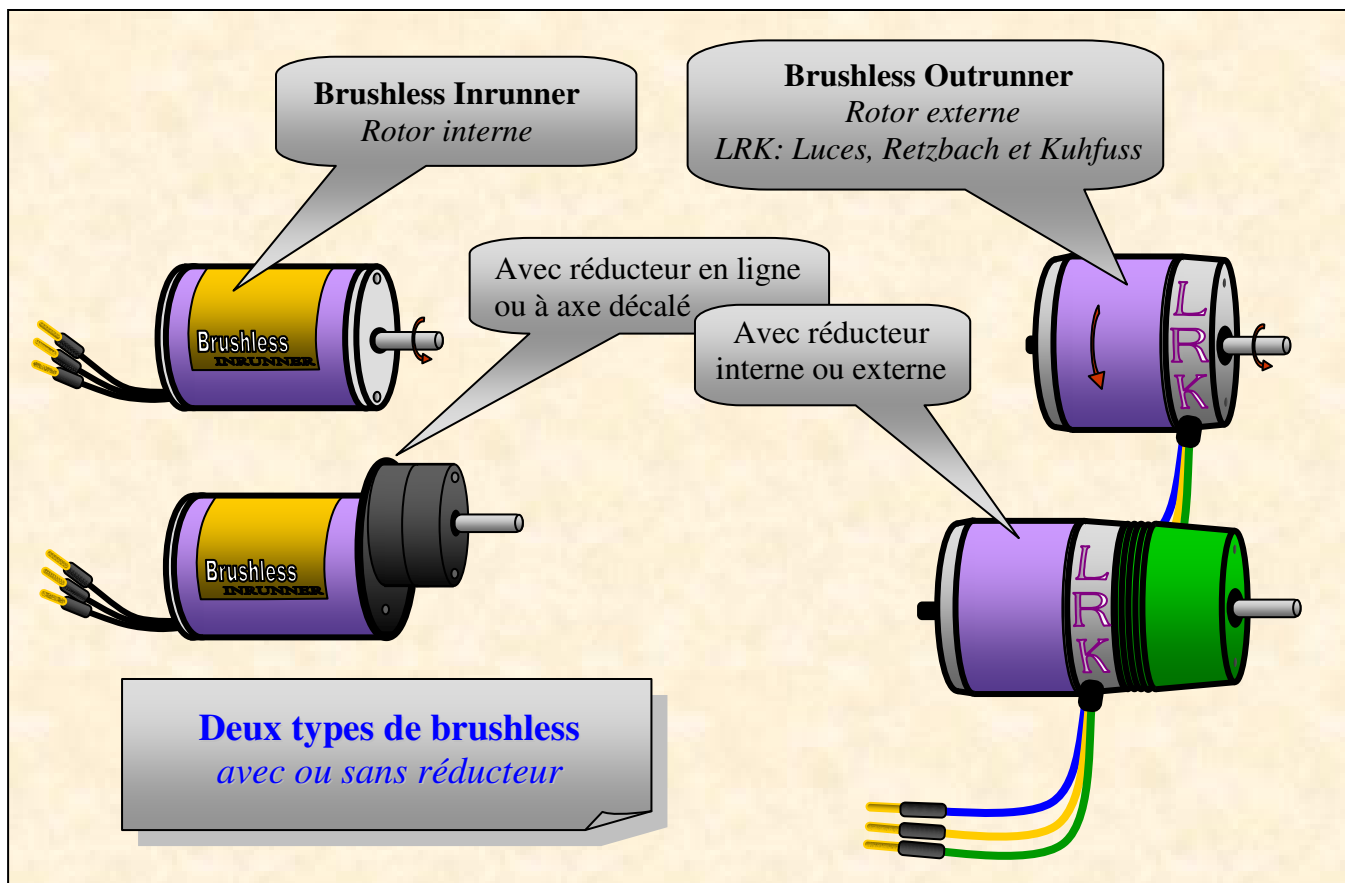 Brushless Inrunner
Rotor interne
Brushless Outrunner
Rotor externe
LRK: Luces, Retzbach et Kuhfuss
Avec réducteur en ligne
ou à axe décalé
Avec réducteur
interne ou externe
Brushless
INRUNNER
LRK
Brushless
INRUNNER
LRK
Deux types de brushless
avec ou sans réducteur